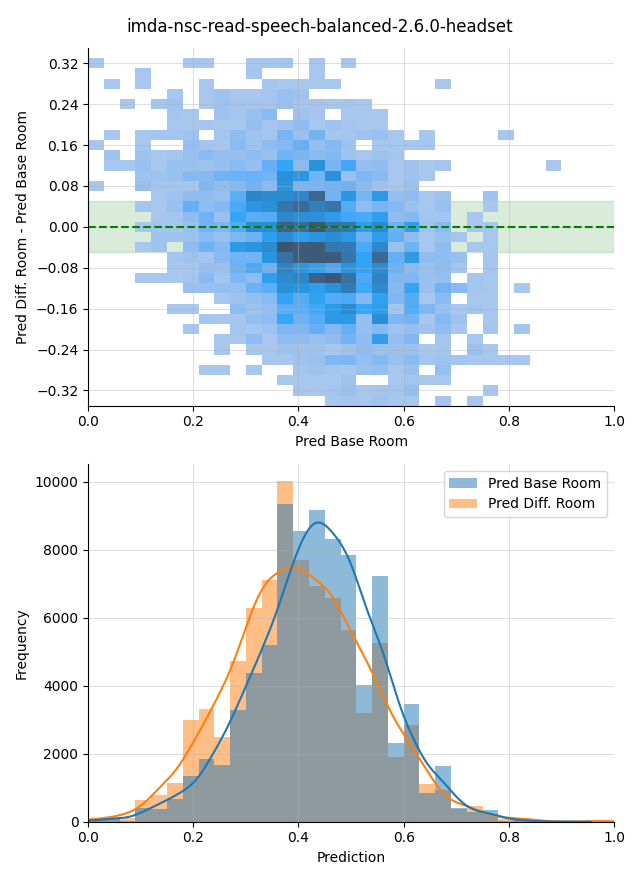 imda-nsc-read-speech-balanced-2.6.0-headset
0.32
0.24
0.16
0.08
0.00
−0.08
−0.16
−0.24
−0.32
Pred Diff. Room - Pred Base Room
0.0 0.2 0.4 0.6 0.8 1.0
Pred Base Room
10000
8000
6000
4000
2000
0
Frequency
Pred Base Room
Pred Diff. Room
0.0 0.2 0.4 0.6 0.8 1.0
Prediction